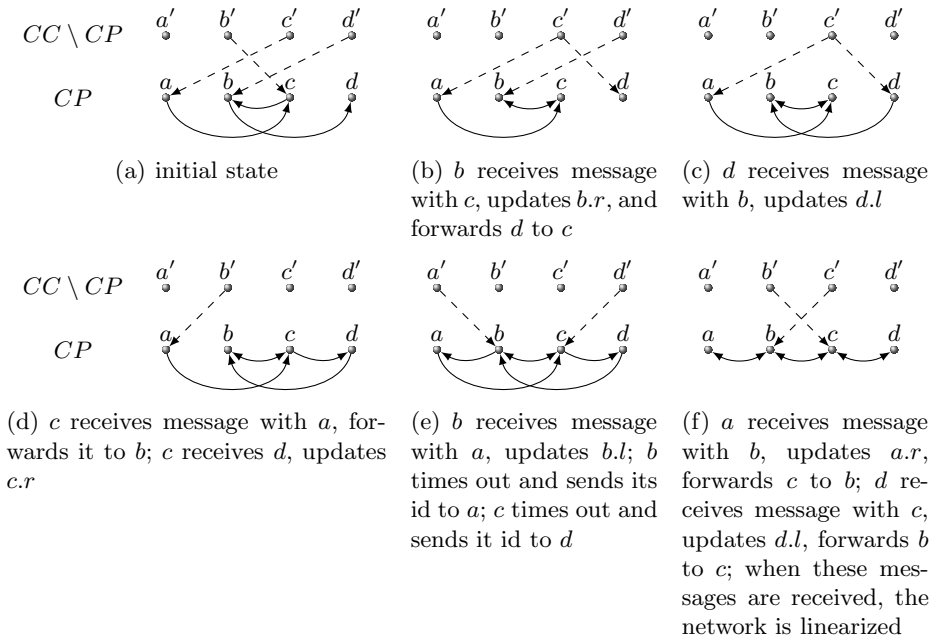 a′ b′ c′ d′ a′ b′ c′ d′ a′ b′ c′ d′
CC \ CP
a b c d a b c d a b c d
CP
(a) initial state
(b) b receives message
with c, updates b.r, and
forwards d to c
(c) d receives message
with b, updates d.l
a′ b′ c′ d′ a′ b′ c′ d′ a′ b′ c′ d′
CC \ CP
a b c d a b c d a b c d
CP
(d) c receives message with a, for-
wards it to b; c receives d, updates
c.r
(e) b receives message
with a, updates b.l; b
times out and sends its
id to a; c times out and
sends it id to d
(f) a receives message
with b, updates a.r,
forwards c to b; d re-
ceives message with c,
updates d.l, forwards b
to c; when these mes-
sages are received, the
network is linearized